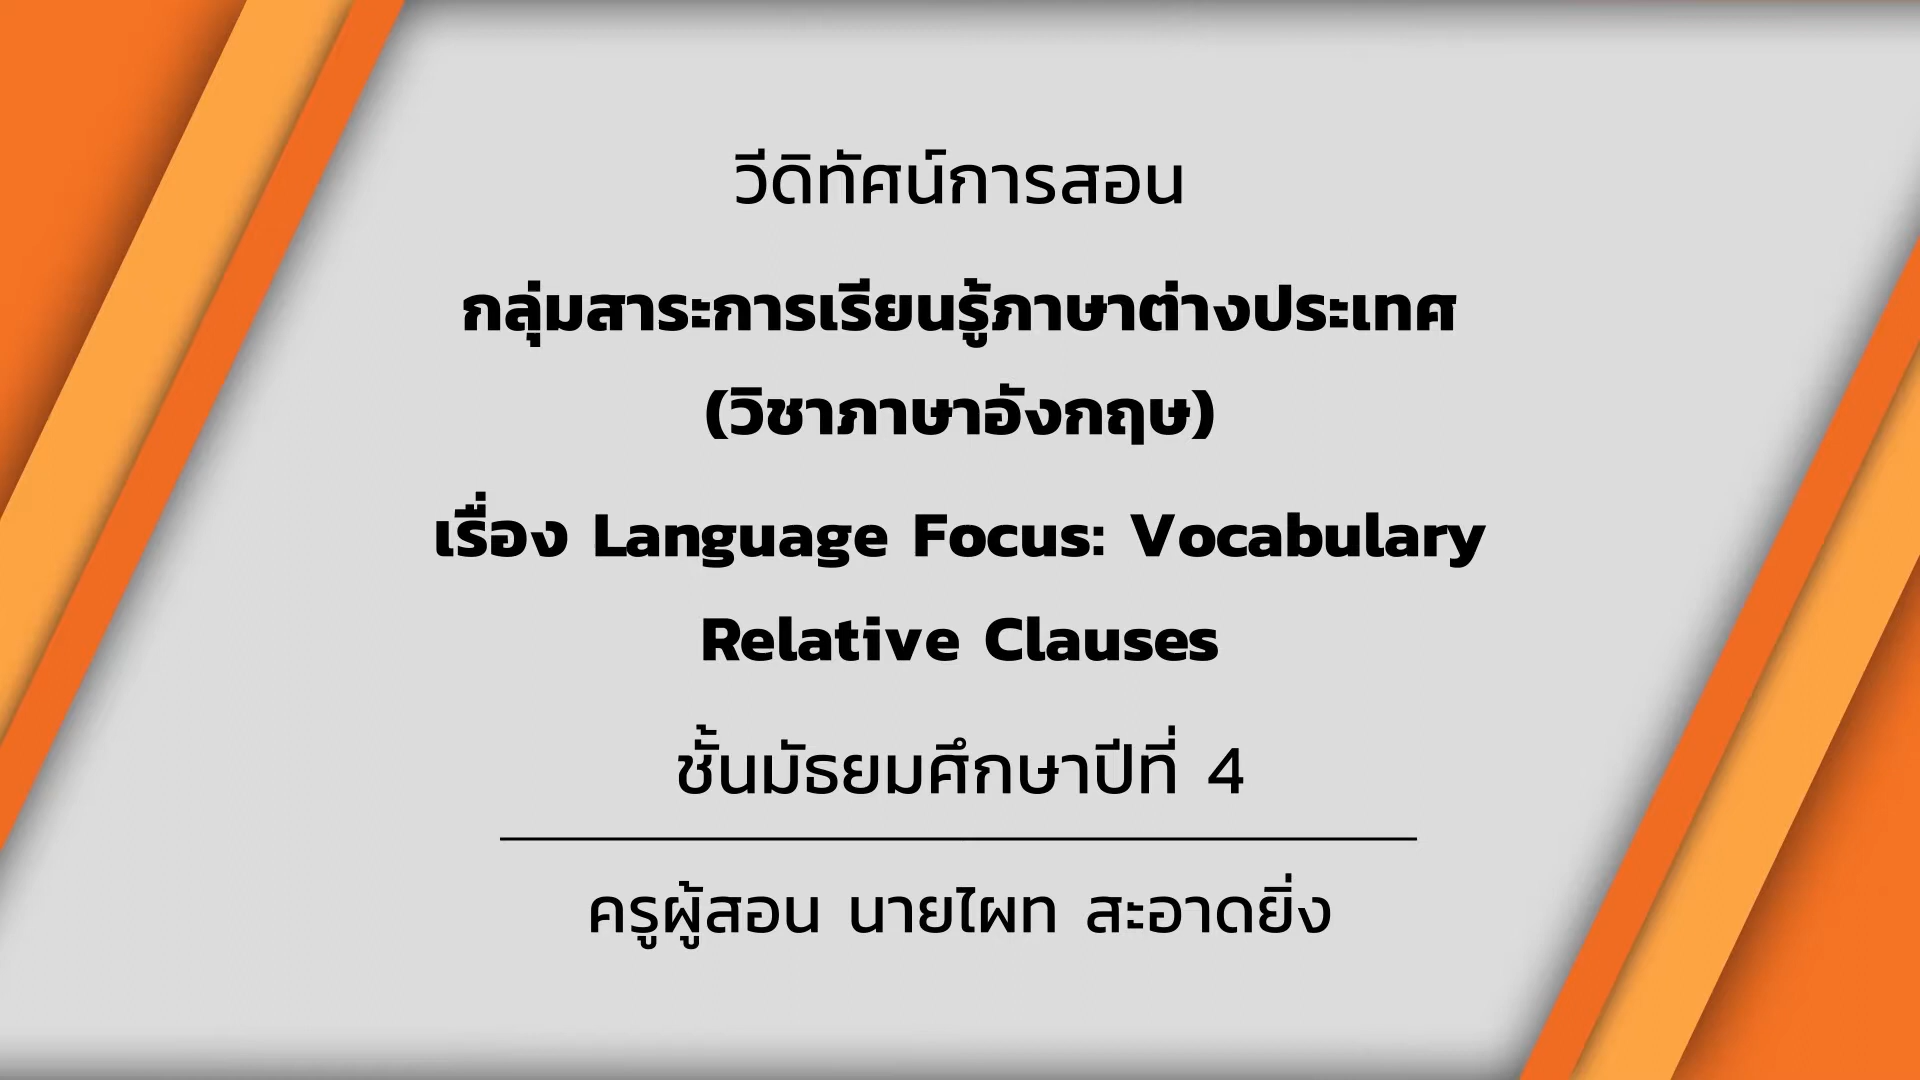 วีดิทัศน์การสอน
กลุ่มสาระการเรียนรู้ภาษาต่างประเทศ
(วิชาภาษาอังกฤษ)
เรื่อง Language Focus: Vocabulary
Relative Clauses
ชั้นมัธยมศึกษาปีที่ 4
ครูผู้สอน นายไผท สะอาดยิ่ง